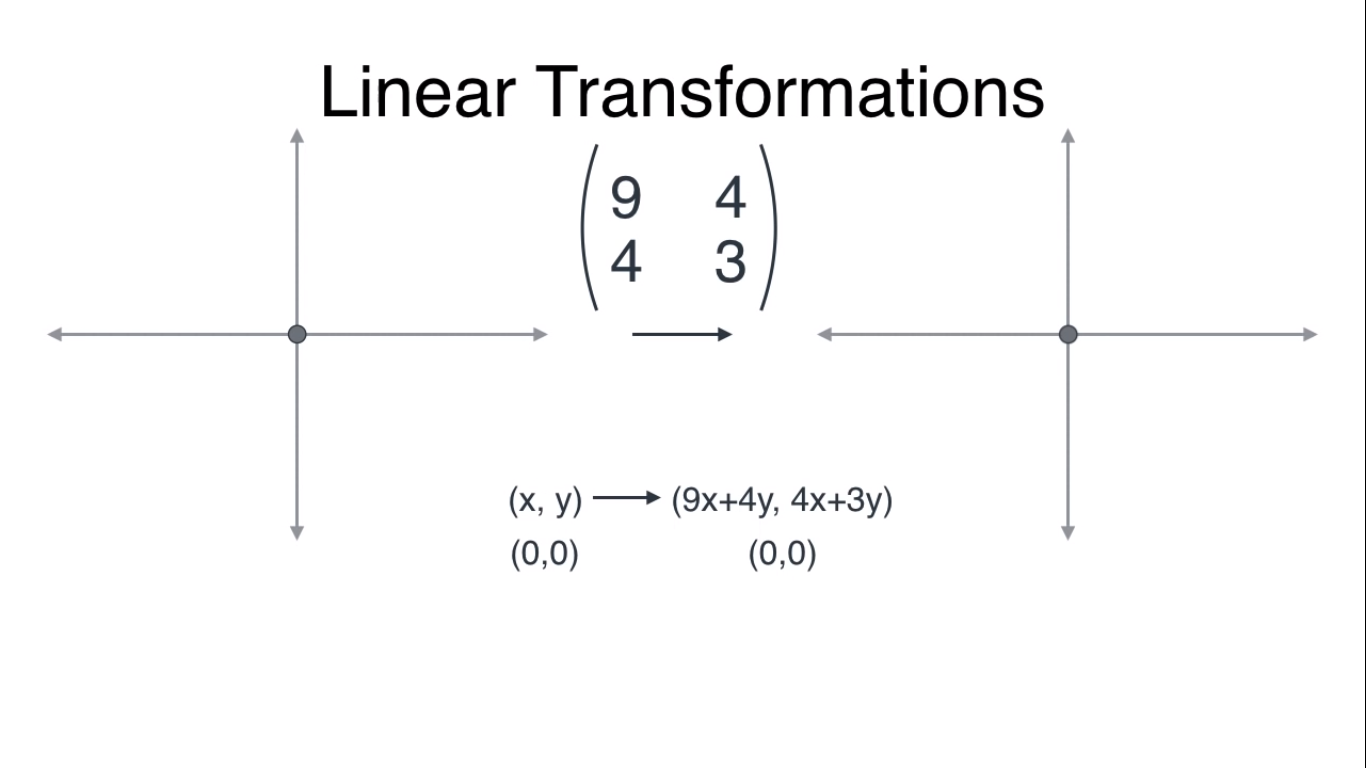 Linear Transformations
9 4
4 3
(x, y) (9x+4y, 4x+3y)
(0,0) (0,0)